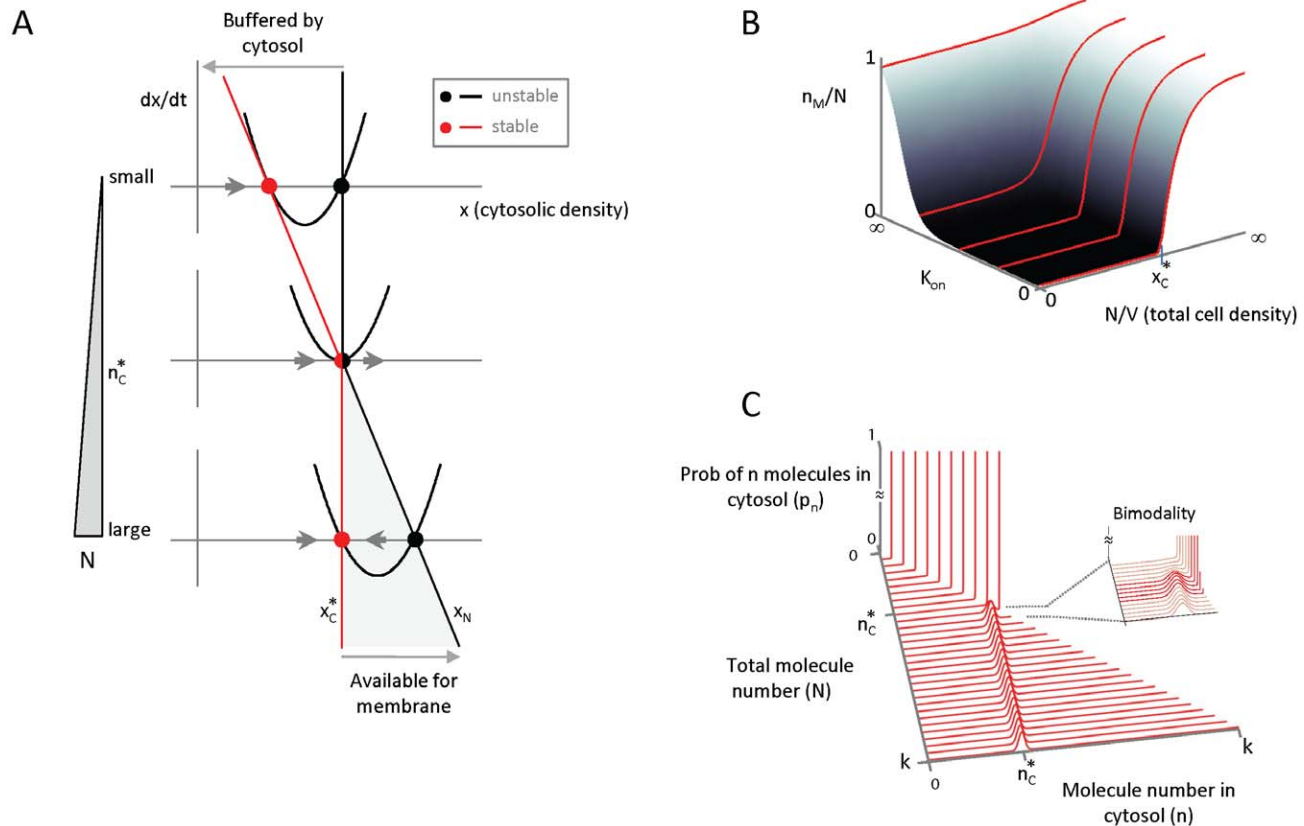 A
Buffered by
cytosol
dx/dt
unstable
stable
small
x (cytosolic density)
n*C
large
N
x*C
xN
Available for
membrane
B
1
nM/N
0
∞
Kon
0
0
x*C
∞
N/V (total cell density)
C
1
Prob of n molecules in
cytosol (pn)
≈
0
0
Bimodality
≈
n*C
Total molecule
number (N)
k
0
n*C
k
Molecule number in
cytosol (n)